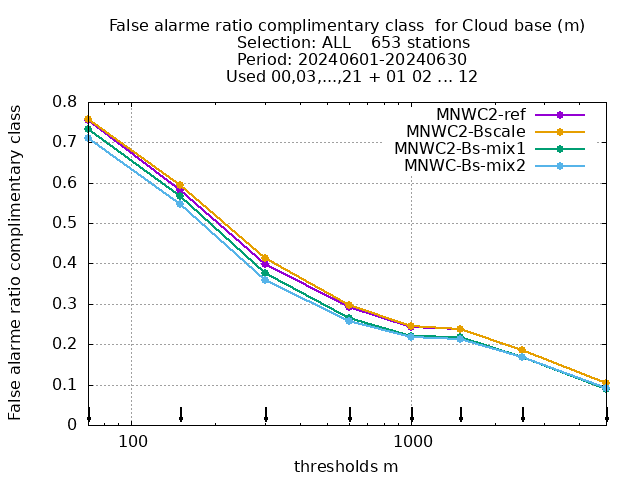 False alarme ratio complimentary class  for Cloud base (m)
Selection: ALL    653 stations
Period: 20240601-20240630
Used 00,03,...,21 + 01 02 ... 12
False alarme ratio complimentary class
0.8
0.7
0.6
0.5
0.4
0.3
0.2
0.1
0
MNWC2-ref
MNWC2-Bscale
MNWC2-Bs-mix1
MNWC-Bs-mix2
100
1000
thresholds m